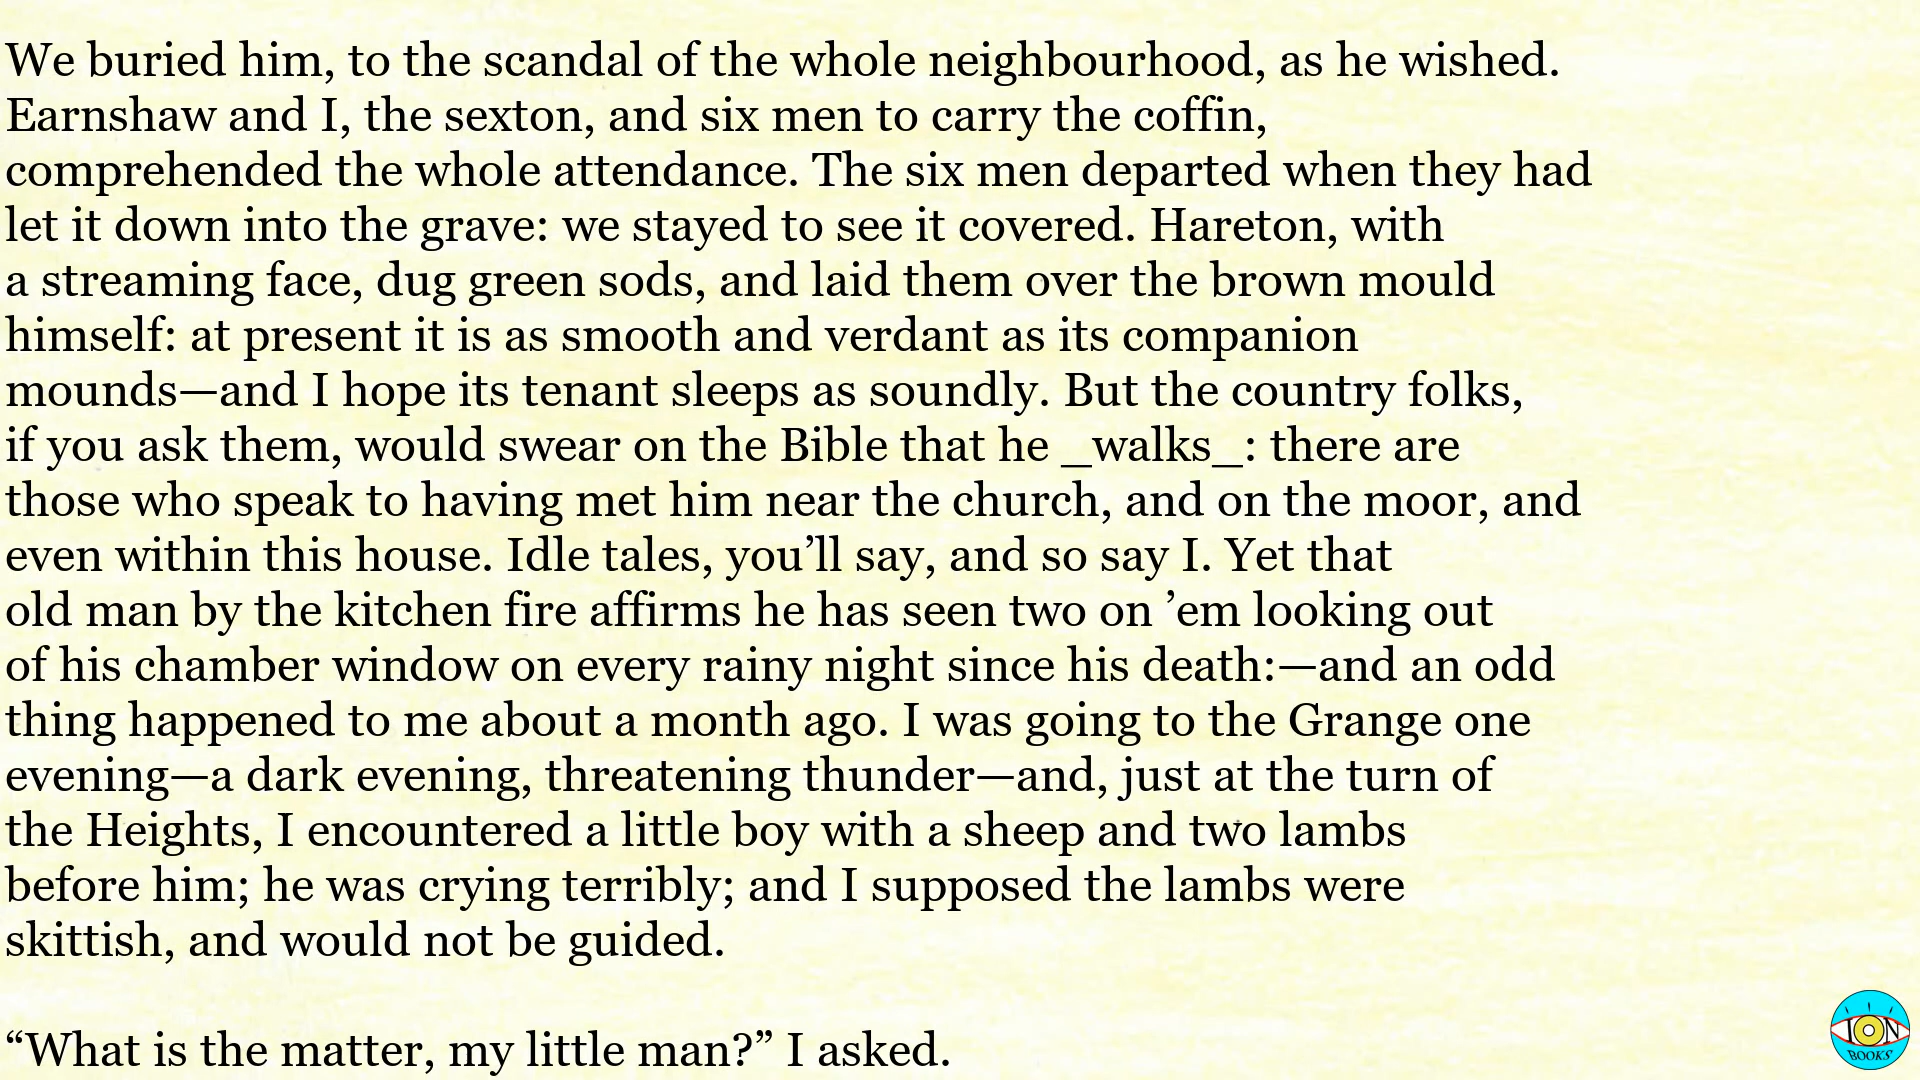 We buried him, to the scandal of the whole neighbourhood, as he wished.
Earnshaw and I, the sexton, and six men to carry the coffin,
comprehended the whole attendance. The six men departed when they had
let it down into the grave: we stayed to see it covered. Hareton, with
a streaming face, dug green sods, and laid them over the brown mould
himself: at present it is as smooth and verdant as its companion
mounds—and I hope its tenant sleeps as soundly. But the country folks,
if you ask them, would swear on the Bible that he _walks_: there are
those who speak to having met him near the church, and on the moor, and
even within this house. Idle tales, you’ll say, and so say I. Yet that
old man by the kitchen fire affirms he has seen two on ’em looking out
of his chamber window on every rainy night since his death:—and an odd
thing happened to me about a month ago. I was going to the Grange one
evening—a dark evening, threatening thunder—and, just at the turn of
the Heights, I encountered a little boy with a sheep and two lambs
before him; he was crying terribly; and I supposed the lambs were
skittish, and would not be guided.
“What is the matter, my little man?” I asked.
ION
BOOKS